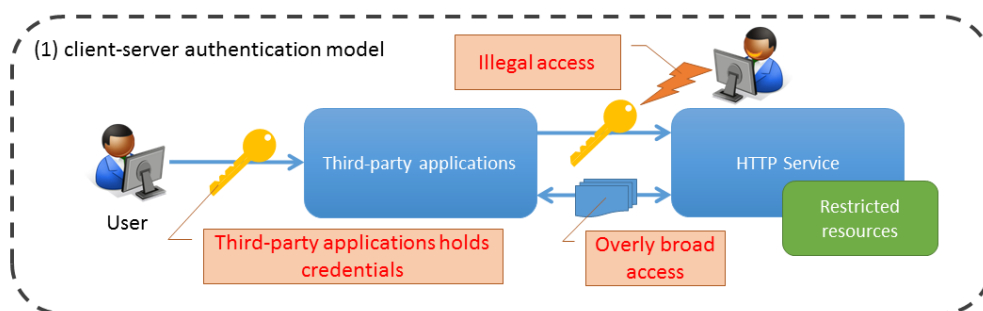 (1) client-server authentication model
Illegal access
Third-party applications
HTTP Service
User
Restricted
resources
Third-party applications holds
credentials
Overly broad
access